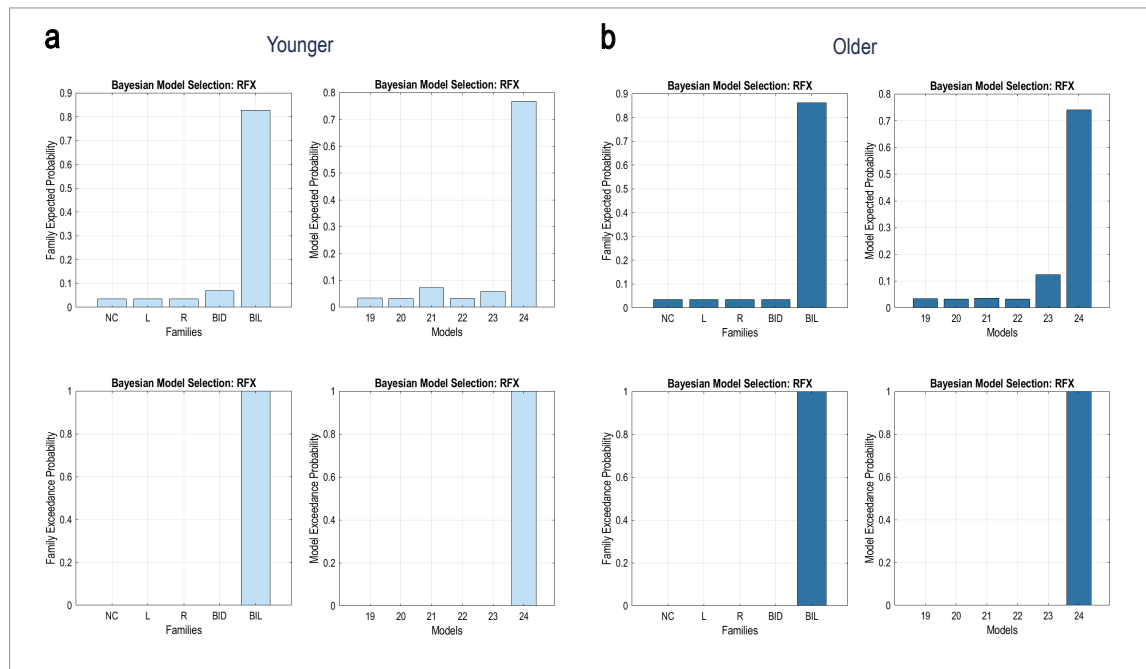 a
Younger
Bayesian Model Selection: RFX
Family Expected Probability
0.9
0.8
0.7
0.6
0.5
0.4
0.3
0.2
0.1
0
NC L R BID BIL
Families
Bayesian Model Selection: RFX
Model Expected Probability
0.8
0.7
0.6
0.5
0.4
0.3
0.2
0.1
0
19 20 21 22 23 24
Models
Bayesian Model Selection: RFX
Family Exceedance Probability
1
0.8
0.6
0.4
0.2
0
NC L R BID BIL
Families
Bayesian Model Selection: RFX
Model Exceedance Probability
1
0.8
0.6
0.4
0.2
0
19 20 21 22 23 24
Models
b
Older
Bayesian Model Selection: RFX
Family Expected Probability
0.9
0.8
0.7
0.6
0.5
0.4
0.3
0.2
0.1
0
NC L R BID BIL
Families
Bayesian Model Selection: RFX
Model Expected Probability
0.8
0.7
0.6
0.5
0.4
0.3
0.2
0.1
0
19 20 21 22 23 24
Models
Bayesian Model Selection: RFX
Family Exceedance Probability
1
0.8
0.6
0.4
0.2
0
NC L R BID BIL
Families
Bayesian Model Selection: RFX
Model Exceedance Probability
1
0.8
0.6
0.4
0.2
0
19 20 21 22 23 24
Models